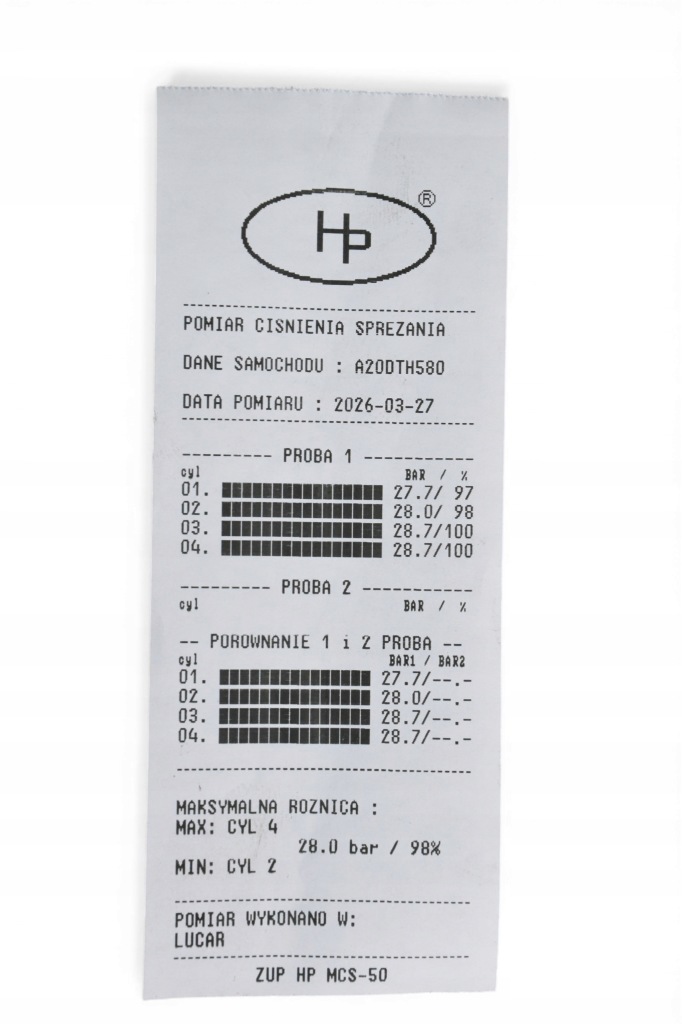 HP ®
POMIAR CISNIENIA SPREZANIA
DANE SAMOCHODU : A20DTH580
DATA POMIARU : 2026-03-27
--------- PROBA 1 -----------
cyl BAR / %
01. 27.7/ 97
02. 28.0/ 98
03. 28.7/100
04. 28.7/100
--------- PROBA 2 -----------
cyl BAR / %
-- POROWNANIE 1 i 2 PROBA --
cyl BAR1 / BAR2
01. 27.7/--.-
02. 28.0/--.-
03. 28.7/--.-
04. 28.7/--.-
MAKSYMALNA ROZNICA :
MAX: CYL 4
28.0 bar / 98%
MIN: CYL 2
POMIAR WYKONANO W:
LUCAR
ZUP HP MCS-50